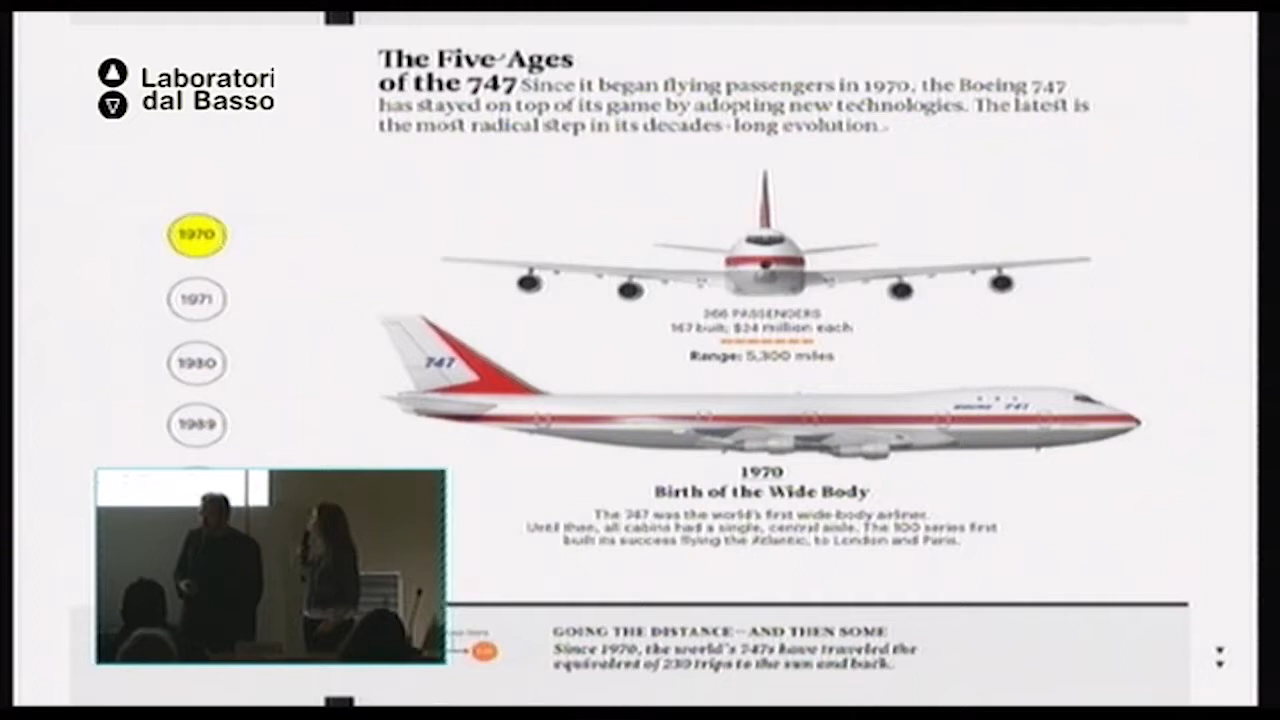 Laboratori
dal Basso
The Five Ages
of the 747 Since it began flying passengers in 1970, the Boeing 747
has stayed on top of its game by adopting new technologies. The latest is
the most radical step in its decades-long evolution.
1970
1971
1980
1989
366 PASSENGERS
167 built; $24 million each
Range: 5,300 miles
747
747
1970
Birth of the Wide Body
The 747 was the world's first wide-body airliner.
Until then, all cabins had a single, central aisle. The 100 series first
built its success flying the Atlantic, to London and Paris.
GOING THE DISTANCE—AND THEN SOME
Since 1970, the world's 747s have traveled the
equivalent of 230 trips to the sun and back.